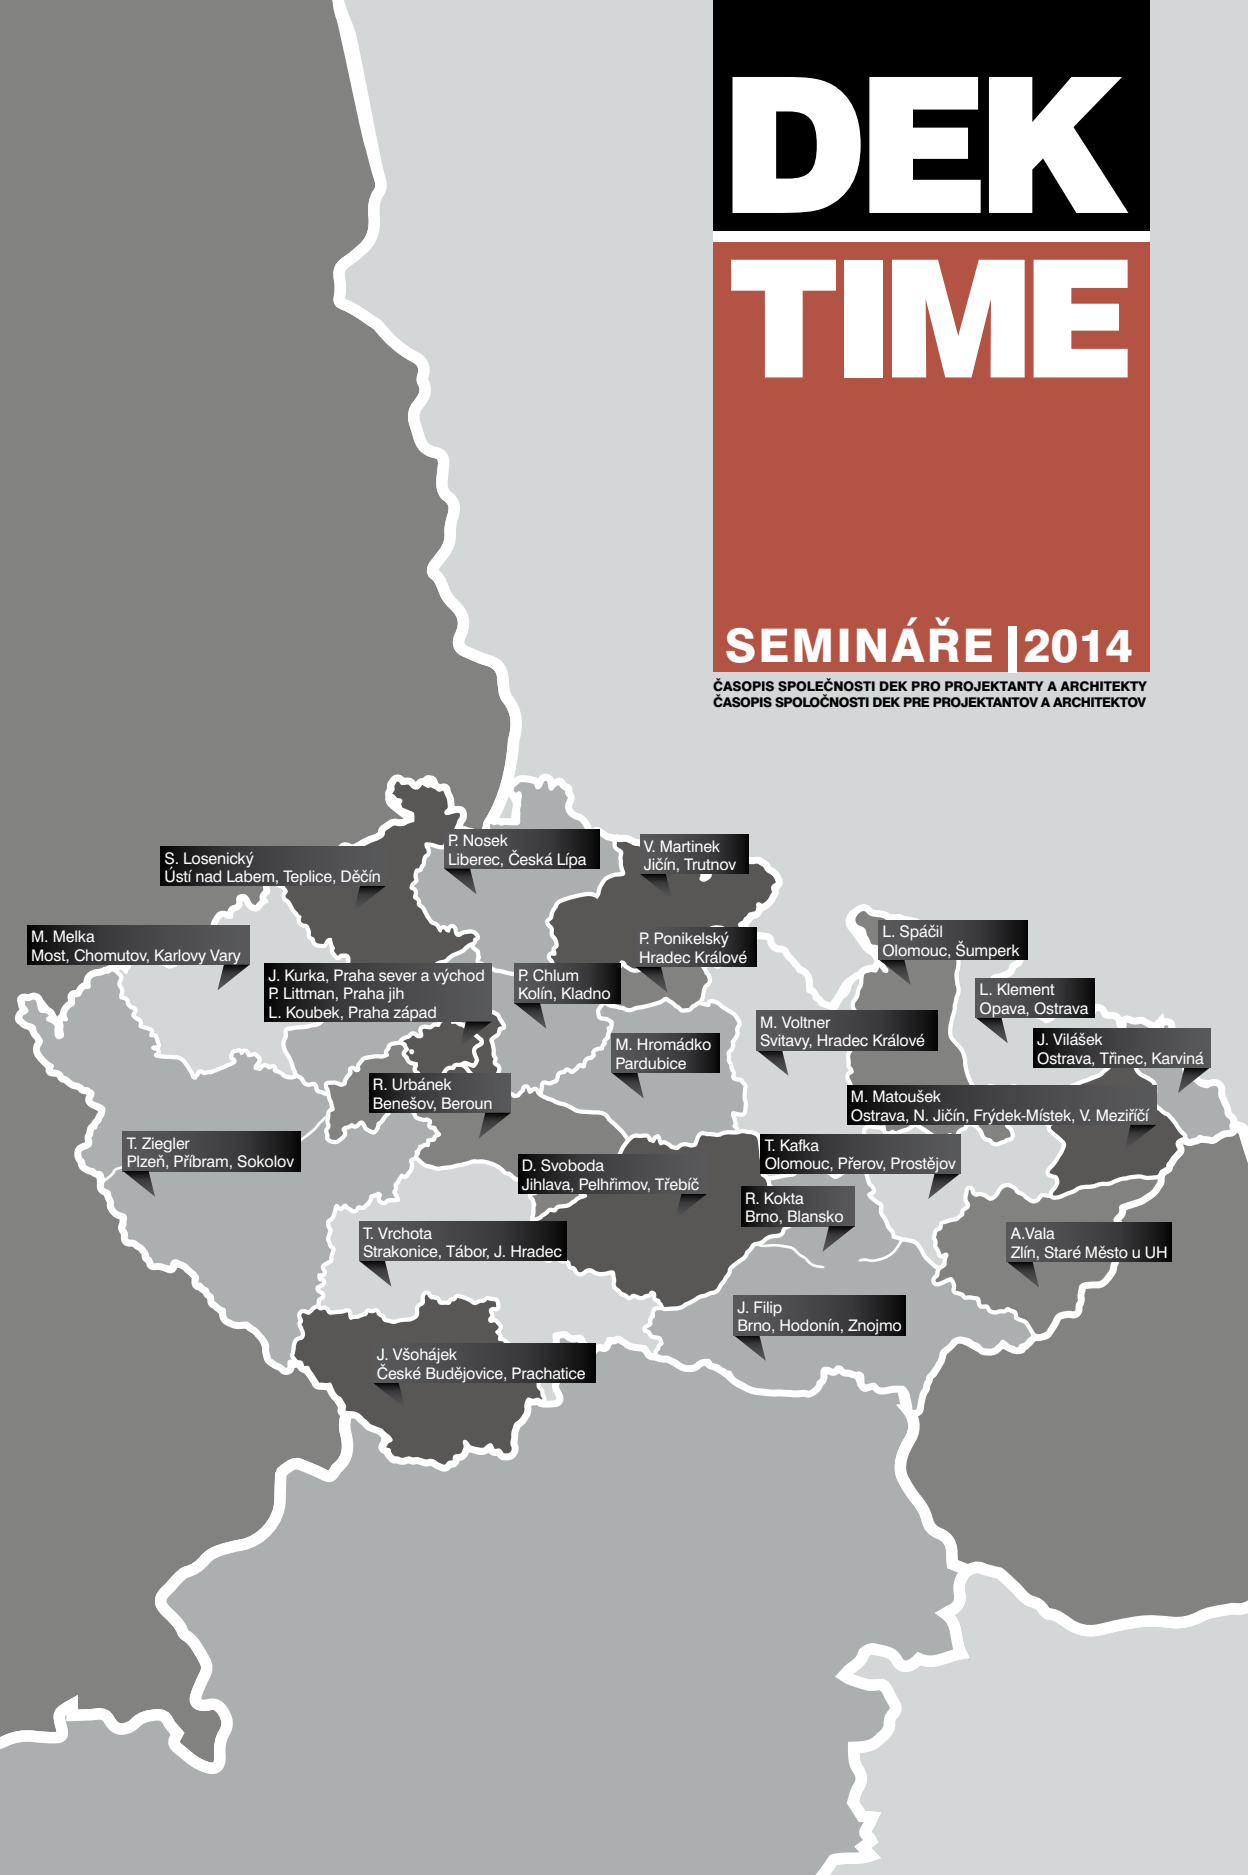 DEK
TIME
SEMINÁŘE 2014
ČASOPIS SPOLEČNOSTI DEK PRO PROJEKTANTY A ARCHITEKTY
ČASOPIS SPOLOČNOSTI DEK PRE PROJEKTANTOV A ARCHITEKTOV
P. Nosek
Liberec, Česká Lípa
V. Martinek
Jičín, Trutnov
S. Losenický
Ústí nad Labem, Teplice, Děčín
M. Melka
Most, Chomutov, Karlovy Vary
P. Ponikelský
Hradec Králové
L. Spáčil
Olomouc, Šumperk
J. Kurka, Praha sever a východ
P. Littman, Praha jih
L. Koubek, Praha západ
P. Chlum
Kolín, Kladno
L. Klement
Opava, Ostrava
M. Voltner
Svitavy, Hradec Králové
M. Hromádko
Pardubice
J. Vilášek
Ostrava, Třinec, Karviná
R. Urbánek
Benešov, Beroun
M. Matoušek
Ostrava, N. Jičín, Frýdek-Místek, V. Meziříčí
T. Ziegler
Plzeň, Příbram, Sokolov
T. Kafka
Olomouc, Přerov, Prostějov
D. Svoboda
Jihlava, Pelhřimov, Třebíč
R. Kokta
Brno, Blansko
T. Vrchota
Strakonice, Tábor, J. Hradec
A.Vala
Zlín, Staré Město u UH
J. Filip
Brno, Hodonín, Znojmo
J. Všohájek
České Budějovice, Prachatice